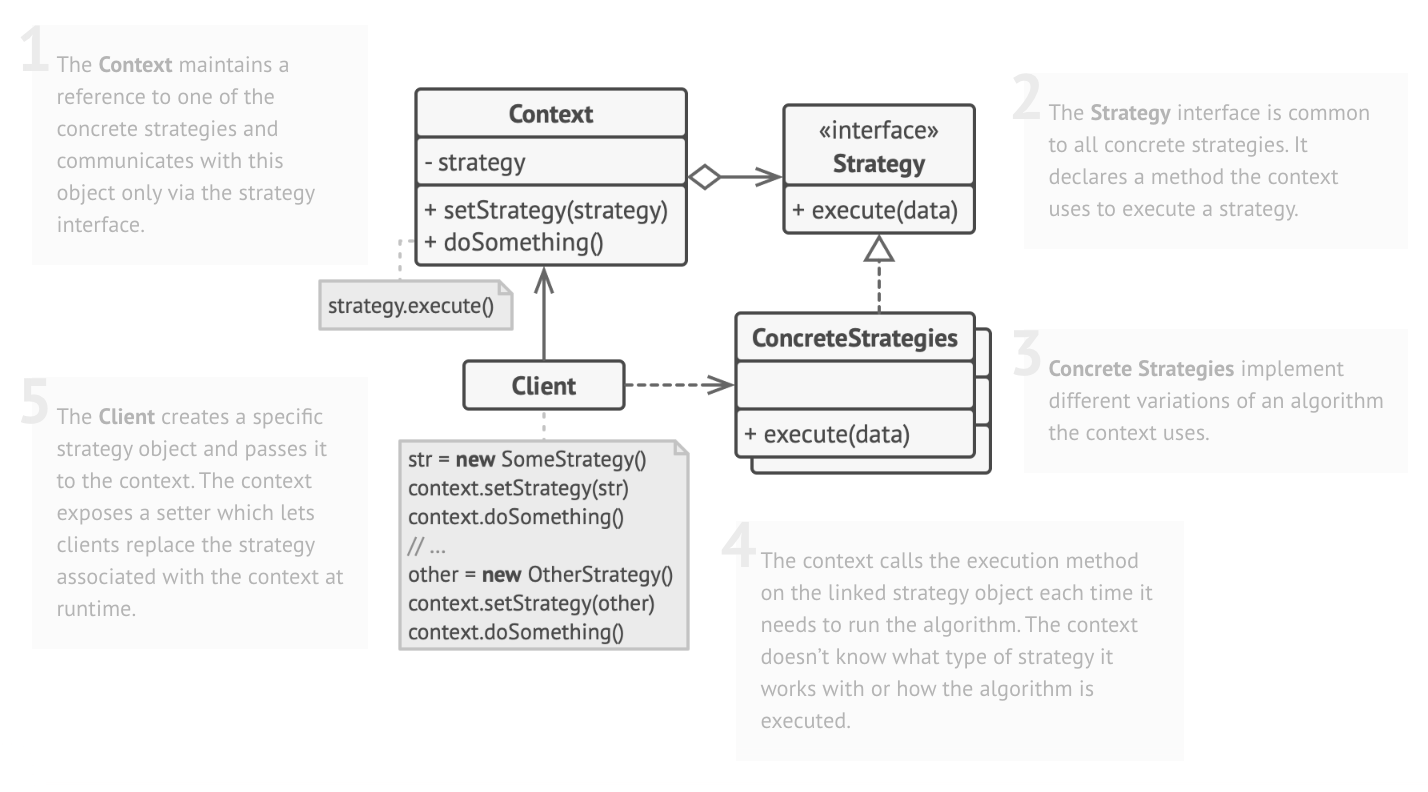 1
The Context maintains a
reference to one of the
concrete strategies and
communicates with this
object only via the strategy
interface.
Context
- strategy
+ setStrategy(strategy)
+ doSomething()
strategy.execute()
«interface»
Strategy
+ execute(data)
2
The Strategy interface is common
to all concrete strategies. It
declares a method the context
uses to execute a strategy.
ConcreteStrategies
+ execute(data)
3
Concrete Strategies implement
different variations of an algorithm
the context uses.
Client
str = new SomeStrategy()
context.setStrategy(str)
context.doSomething()
// ...
other = new OtherStrategy()
context.setStrategy(other)
context.doSomething()
4
The context calls the execution method
on the linked strategy object each time it
needs to run the algorithm. The context
doesn’t know what type of strategy it
works with or how the algorithm is
executed.
5
The Client creates a specific
strategy object and passes it
to the context. The context
exposes a setter which lets
clients replace the strategy
associated with the context at
runtime.